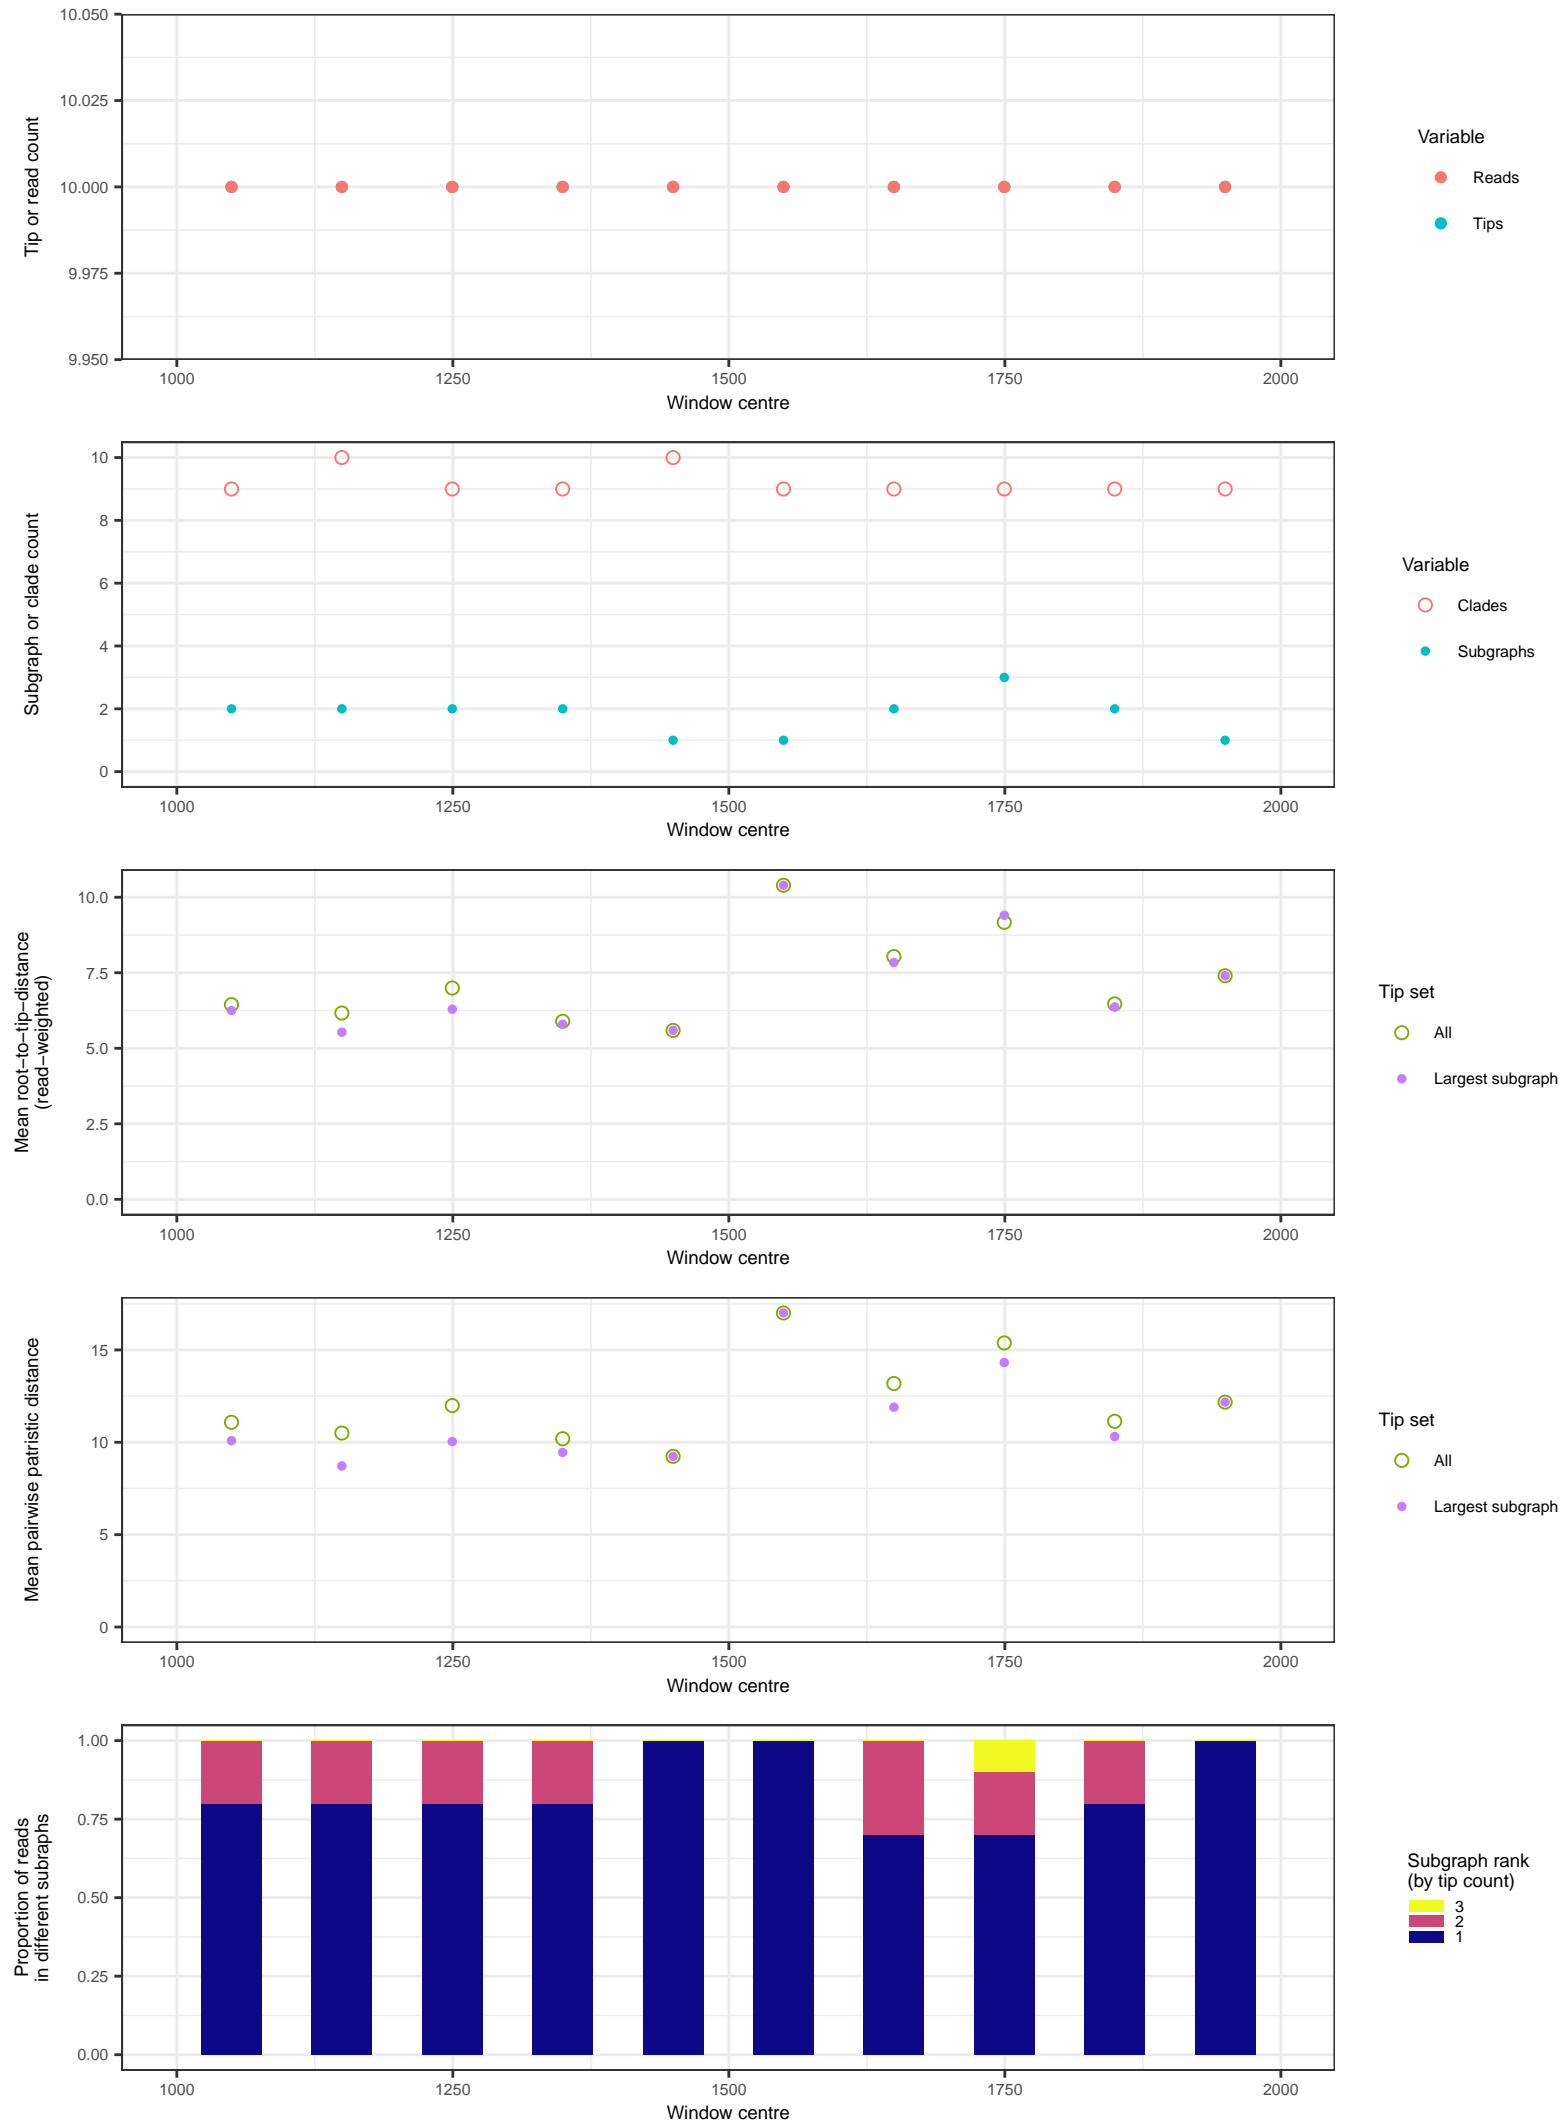 10.050
10.025
10.000
9.975
9.950
Tip or read count
1000 1250 1500 1750 2000
Window centre
Variable
Reads
Tips
10
8
6
4
2
0
Subgraph or clade count
1000 1250 1500 1750 2000
Window centre
Variable
Clades
Subgraphs
10.0
7.5
5.0
2.5
0.0
Mean root−to−tip−distance
(read−weighted)
1000 1250 1500 1750 2000
Window centre
Tip set
All
Largest subgraph
15
10
5
0
Mean pairwise patristic distance
1000 1250 1500 1750 2000
Window centre
Tip set
All
Largest subgraph
1.00
0.75
0.50
0.25
0.00
Proportion of reads
in different subraphs
1000 1250 1500 1750 2000
Window centre
Subgraph rank
(by tip count)
3
2
1